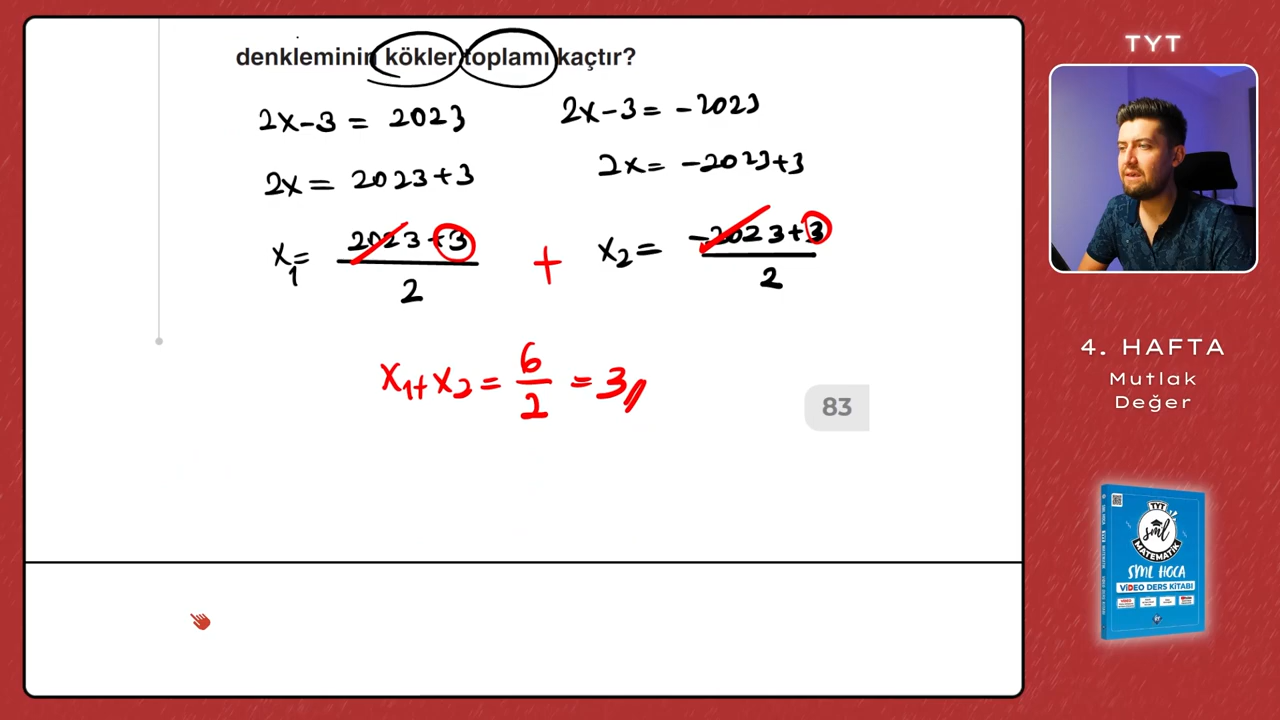 denkleminin kökler toplamı kaçtır?
2x-3 = 2023
2x-3 = -2023
2x = 2023+3
2x = -2023+3
x1 = 2023+3 / 2
+
x2 = -2023+3 / 2
x1+x2 = 6/2 = 3
83
TYT
4. HAFTA
Mutlak
Değer
TYT
sml
MATEMATİK
SML HOCA
VİDEO DERS KİTABI